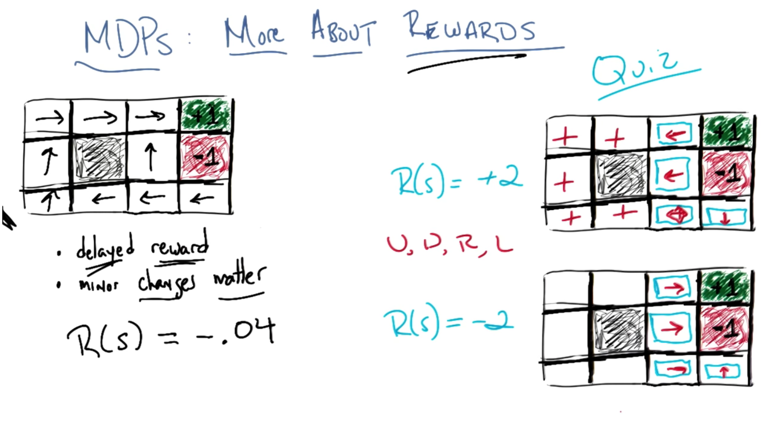 MDPs: More About Rewards
Quiz
+1
-1
• delayed reward
• minor changes matter
R(s) = -.04
R(s) = +2
U, D, R, L
R(s) = -2
+ +
+1
+
-1
+ +
+1
-1